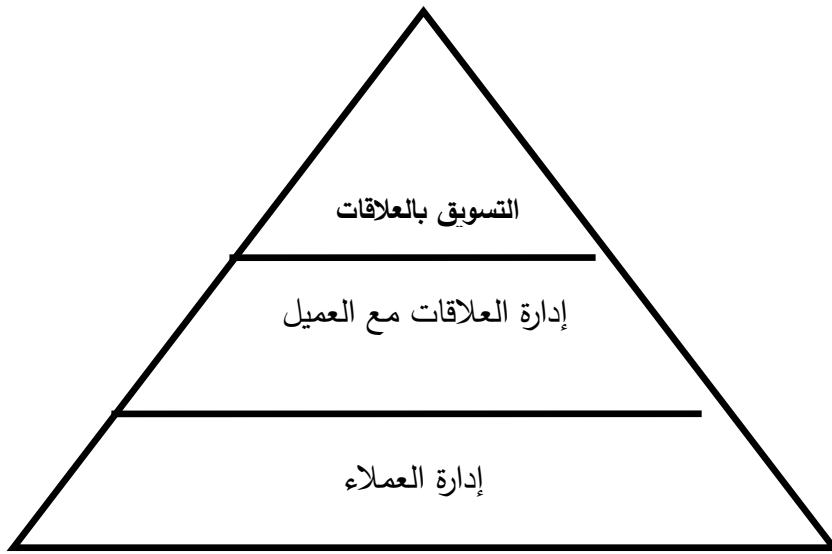 التسويق بالعلاقات
إدارة العلاقات مع العميل
إدارة العملاء